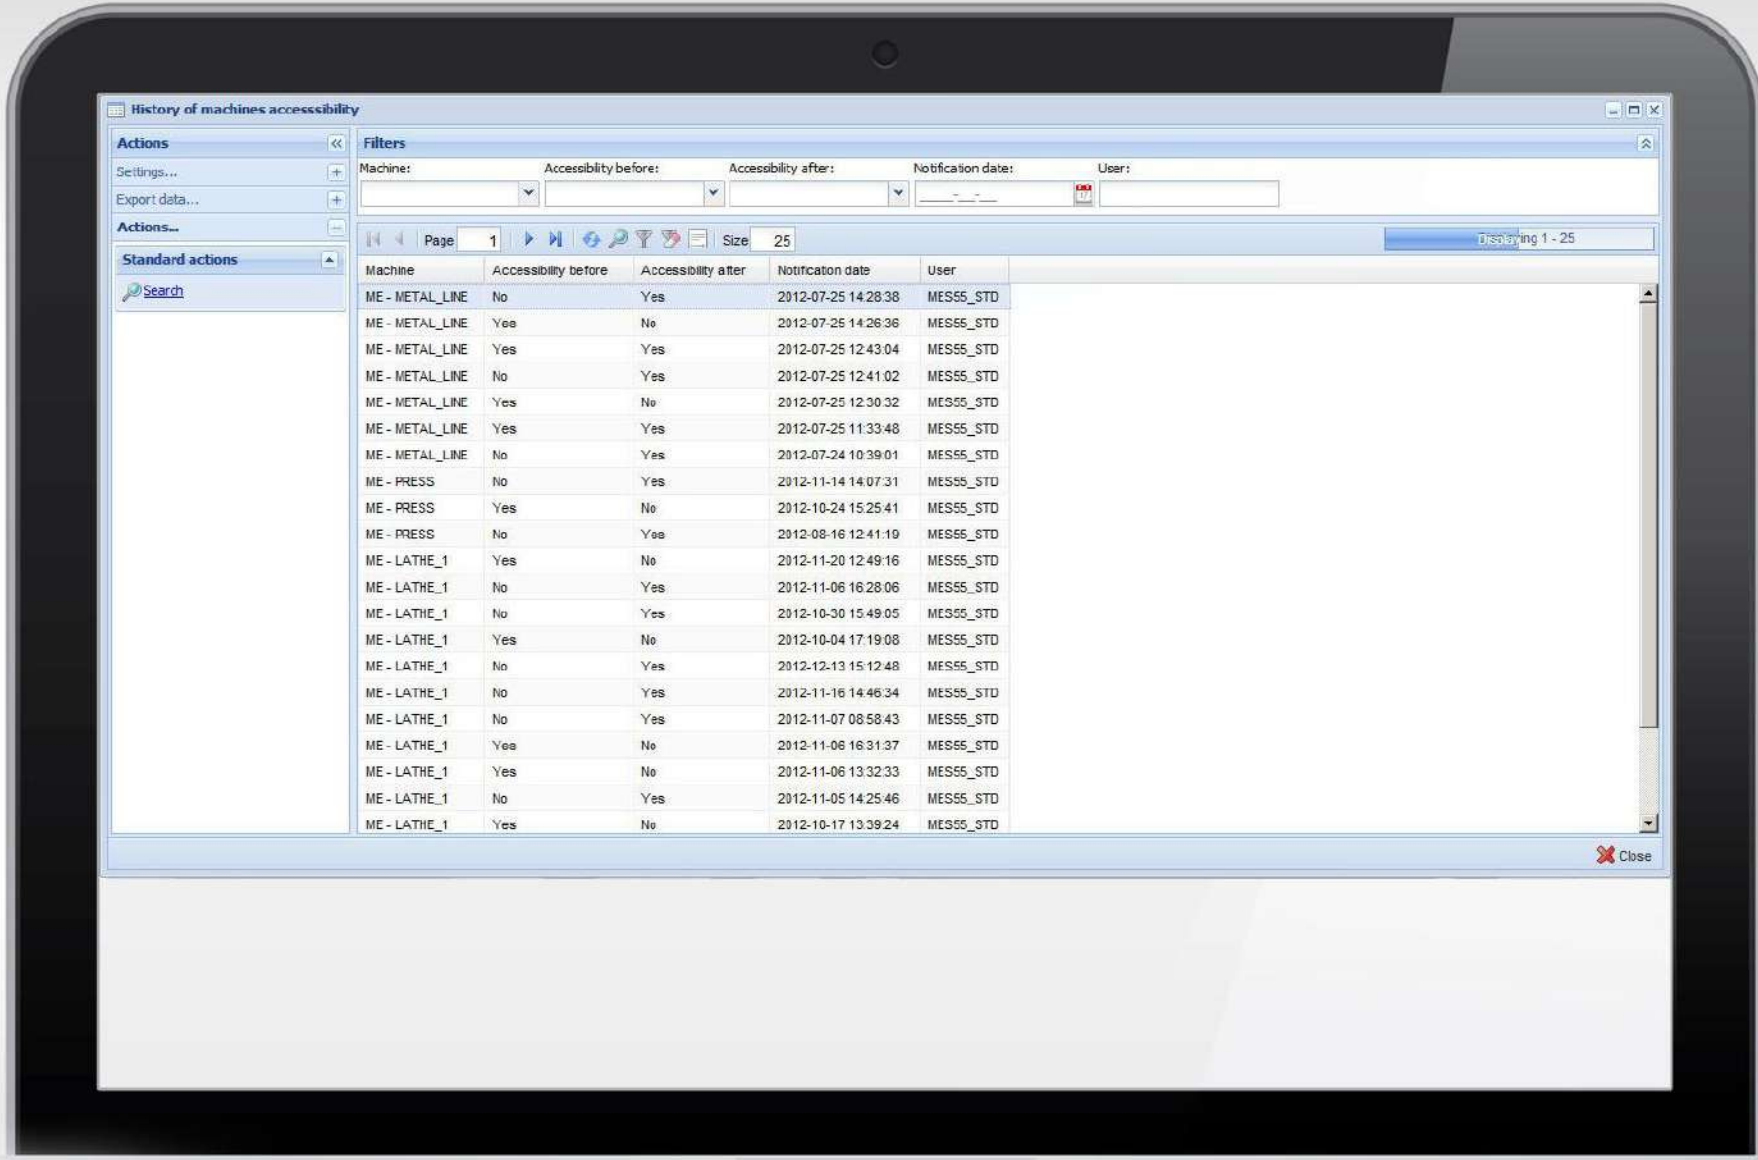 History of machines accesssibility
Actions
Settings...
Export data...
Actions...
Standard actions
Search
Filters
Machine: Accessiblity before: Accessibility after: Notification date: User:
____-__-__
Page 1 Size 25 Displaying 1 - 25
Machine Accessibility before Accessibility after Notification date User
ME - METAL_LINE No Yes 2012-07-25 14:28:38 MES55_STD
ME - METAL_LINE Yes No 2012-07-25 14:26:36 MES55_STD
ME - METAL_LINE Yes Yes 2012-07-25 12:43:04 MES55_STD
ME - METAL_LINE No Yes 2012-07-25 12:41:02 MES55_STD
ME - METAL_LINE Yes No 2012-07-25 12:30:32 MES55_STD
ME - METAL_LINE Yes Yes 2012-07-25 11:33:48 MES55_STD
ME - METAL_LINE No Yes 2012-07-24 10:39:01 MES55_STD
ME - PRESS No Yes 2012-11-14 14:07:31 MES55_STD
ME - PRESS Yes No 2012-10-24 15:25:41 MES55_STD
ME - PRESS No Yes 2012-08-16 12:41:19 MES55_STD
ME - LATHE_1 Yes No 2012-11-20 12:49:16 MES55_STD
ME - LATHE_1 No Yes 2012-11-06 16:28:06 MES55_STD
ME - LATHE_1 No Yes 2012-10-30 15:49:05 MES55_STD
ME - LATHE_1 Yes No 2012-10-04 17:19:08 MES55_STD
ME - LATHE_1 No Yes 2012-12-13 15:12:48 MES55_STD
ME - LATHE_1 No Yes 2012-11-16 14:46:34 MES55_STD
ME - LATHE_1 No Yes 2012-11-07 08:58:43 MES55_STD
ME - LATHE_1 Yes No 2012-11-06 16:31:37 MES55_STD
ME - LATHE_1 Yes No 2012-11-06 13:32:33 MES55_STD
ME - LATHE_1 No Yes 2012-11-05 14:25:46 MES55_STD
ME - LATHE_1 Yes No 2012-10-17 13:39:24 MES55_STD
Close